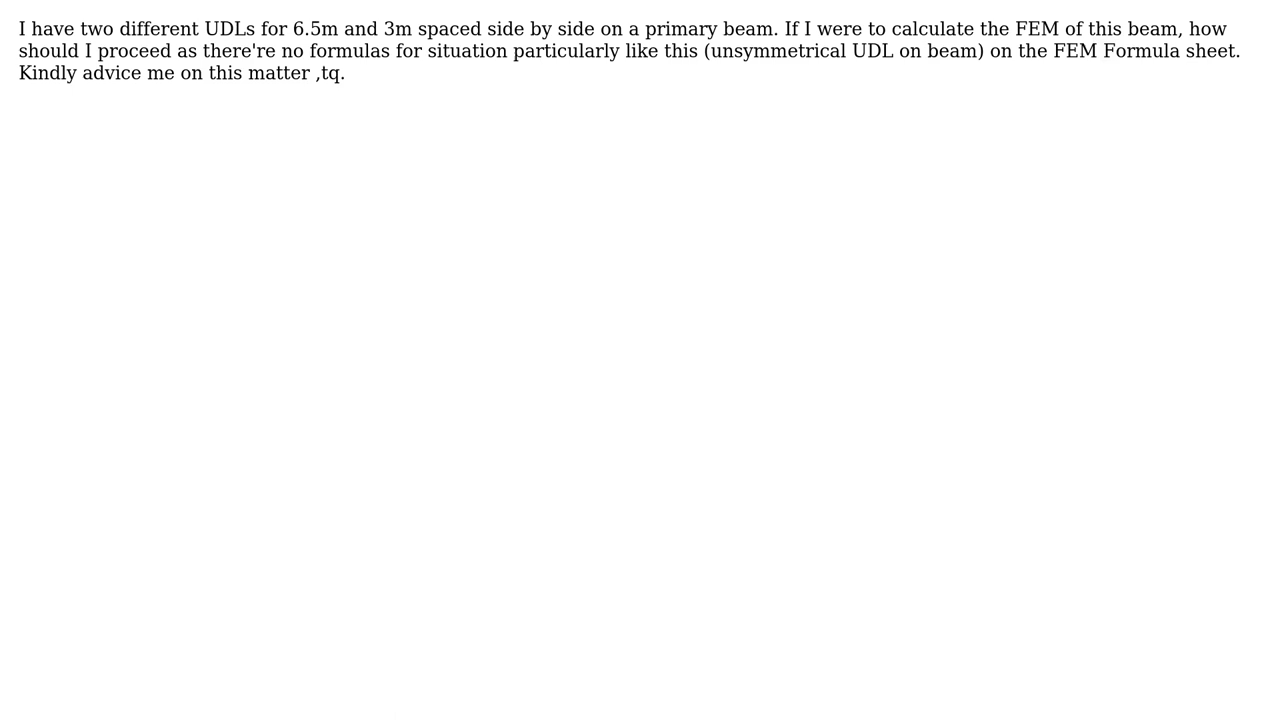 I have two different UDLs for 6.5m and 3m spaced side by side on a primary beam. If I were to calculate the FEM of this beam, how
should I proceed as there're no formulas for situation particularly like this (unsymmetrical UDL on beam) on the FEM Formula sheet.
Kindly advice me on this matter ,tq.